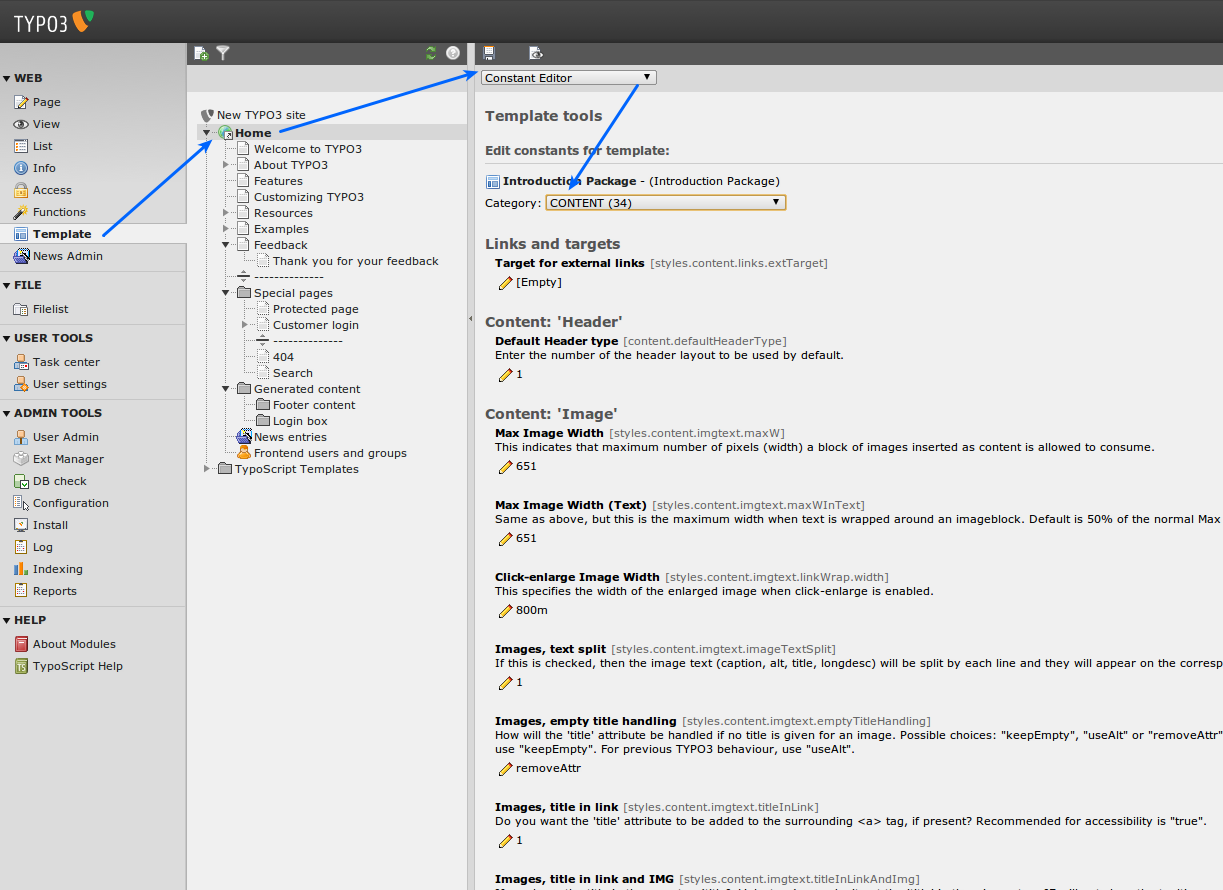 TYPO3
WEB
Page
View
List
Info
Access
Functions
Template
News Admin
FILE
Filelist
USER TOOLS
Task center
User settings
ADMIN TOOLS
User Admin
Ext Manager
DB check
Configuration
Install
Log
Indexing
Reports
HELP
About Modules
TypoScript Help
New TYPO3 site
Home
Welcome to TYPO3
About TYPO3
Features
Customizing TYPO3
Resources
Examples
Feedback
Thank you for your feedback
--------------
Special pages
Protected page
Customer login
--------------
404
Search
Generated content
Footer content
Login box
News entries
Frontend users and groups
TypoScript Templates
Constant Editor
Template tools
Edit constants for template:
Introduction Package - (Introduction Package)
Category: CONTENT (34)
Links and targets
Target for external links [styles.content.links.extTarget]
[Empty]
Content: 'Header'
Default Header type [content.defaultHeaderType]
Enter the number of the header layout to be used by default.
1
Content: 'Image'
Max Image Width [styles.content.imgtext.maxW]
This indicates that maximum number of pixels (width) a block of images inserted as content is allowed to consume.
651
Max Image Width (Text) [styles.content.imgtext.maxWInText]
Same as above, but this is the maximum width when text is wrapped around an imageblock. Default is 50% of the normal Max
651
Click-enlarge Image Width [styles.content.imgtext.linkWrap.width]
This specifies the width of the enlarged image when click-enlarge is enabled.
800m
Images, text split [styles.content.imgtext.imageTextSplit]
If this is checked, then the image text (caption, alt, title, longdesc) will be split by each line and they will appear on the corresp
1
Images, empty title handling [styles.content.imgtext.emptyTitleHandling]
How will the 'title' attribute be handled if no title is given for an image. Possible choices: "keepEmpty", "useAlt" or "removeAttr"
use "keepEmpty". For previous TYPO3 behaviour, use "useAlt".
removeAttr
Images, title in link [styles.content.imgtext.titleInLink]
Do you want the 'title' attribute to be added to the surrounding <a> tag, if present? Recommended for accessibility is "true".
1
Images, title in link and IMG [styles.content.imgtext.titleInLinkAndImg]